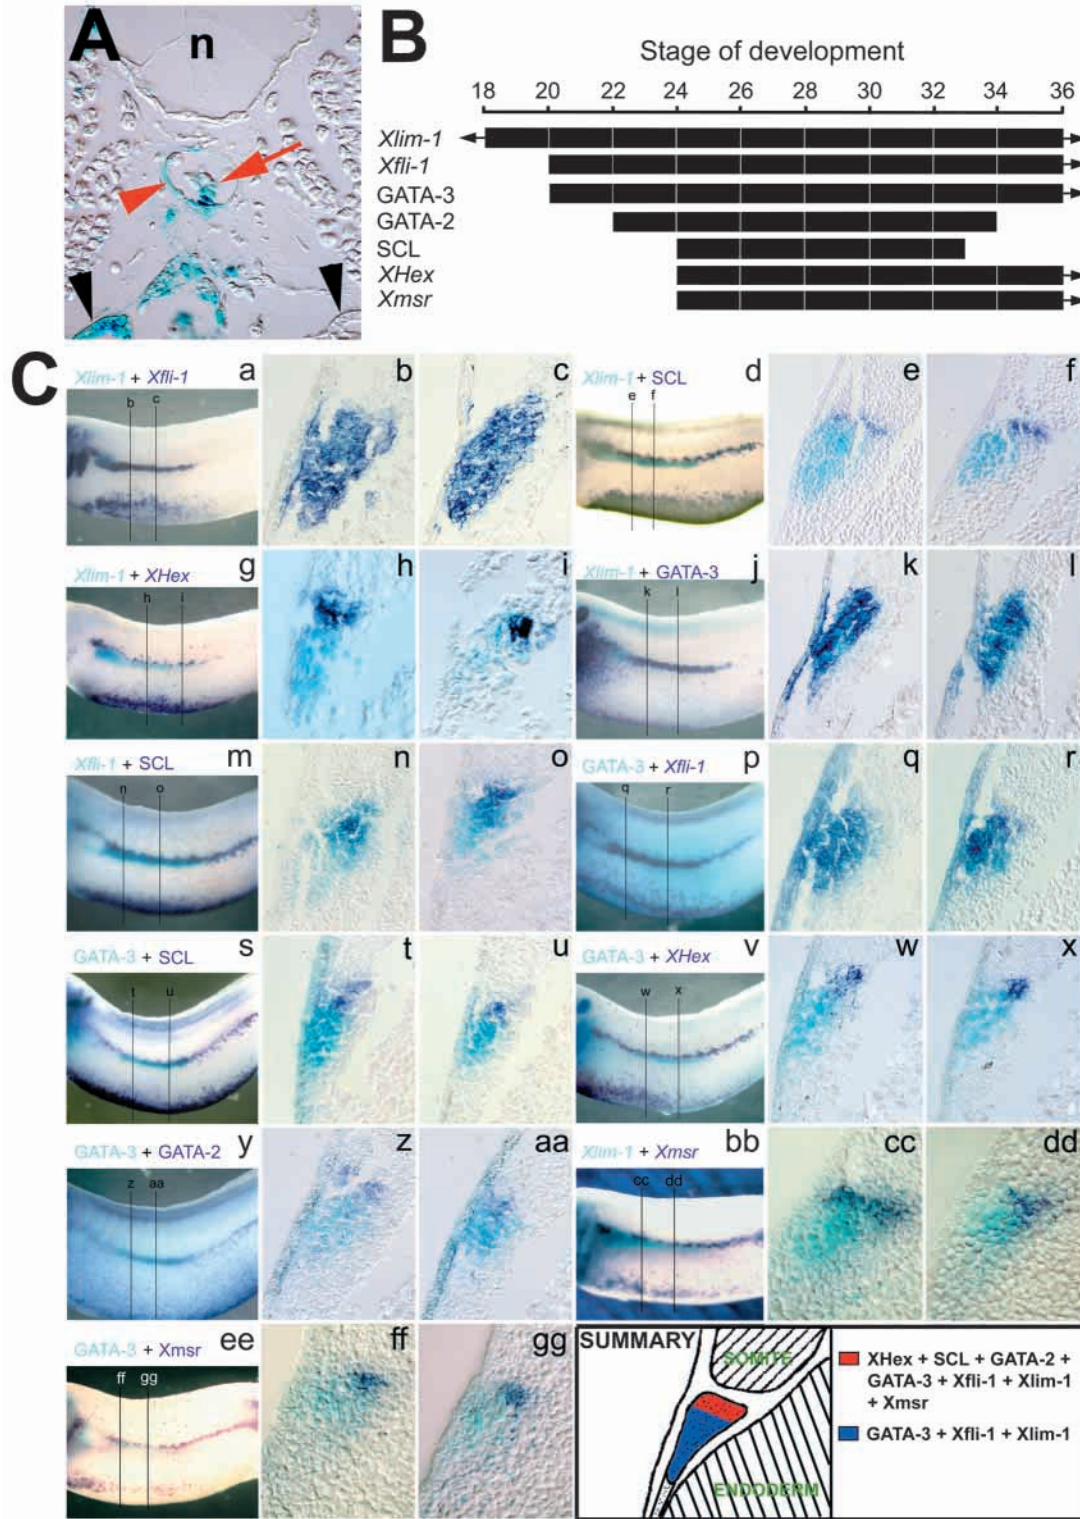 A
n
B
Stage of development
18 20 22 24 26 28 30 32 34 36
Xlim-1
Xfli-1
GATA-3
GATA-2
SCL
XHex
Xmsr
C
Xlim-1 + Xfli-1 a
b c
b
c
Xlim-1 + SCL d
e f
e
f
Xlim-1 + XHex g
h i
h
i
Xlim-1 + GATA-3 j
k l
k
l
Xfli-1 + SCL m
n o
n
o
GATA-3 + Xfli-1 p
q r
q
r
GATA-3 + SCL s
t u
t
u
GATA-3 + XHex v
w x
w
x
GATA-3 + GATA-2 y
z aa
z
aa
Xlim-1 + Xmsr bb
cc dd
cc
dd
GATA-3 + Xmsr ee
ff gg
ff
gg
SUMMARY
SOMITE
ENDODERM
XHex + SCL + GATA-2 +
GATA-3 + Xfli-1 + Xlim-1
+ Xmsr
GATA-3 + Xfli-1 + Xlim-1